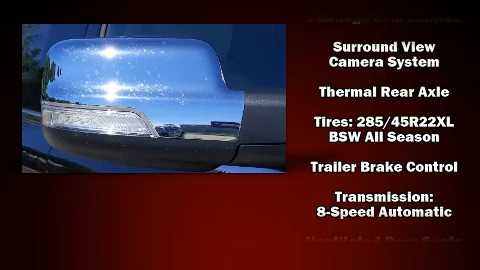 Surround View
Camera System
Thermal Rear Axle
Tires: 285/45R22XL
BSW All Season
Trailer Brake Control
Transmission:
8-Speed Automatic